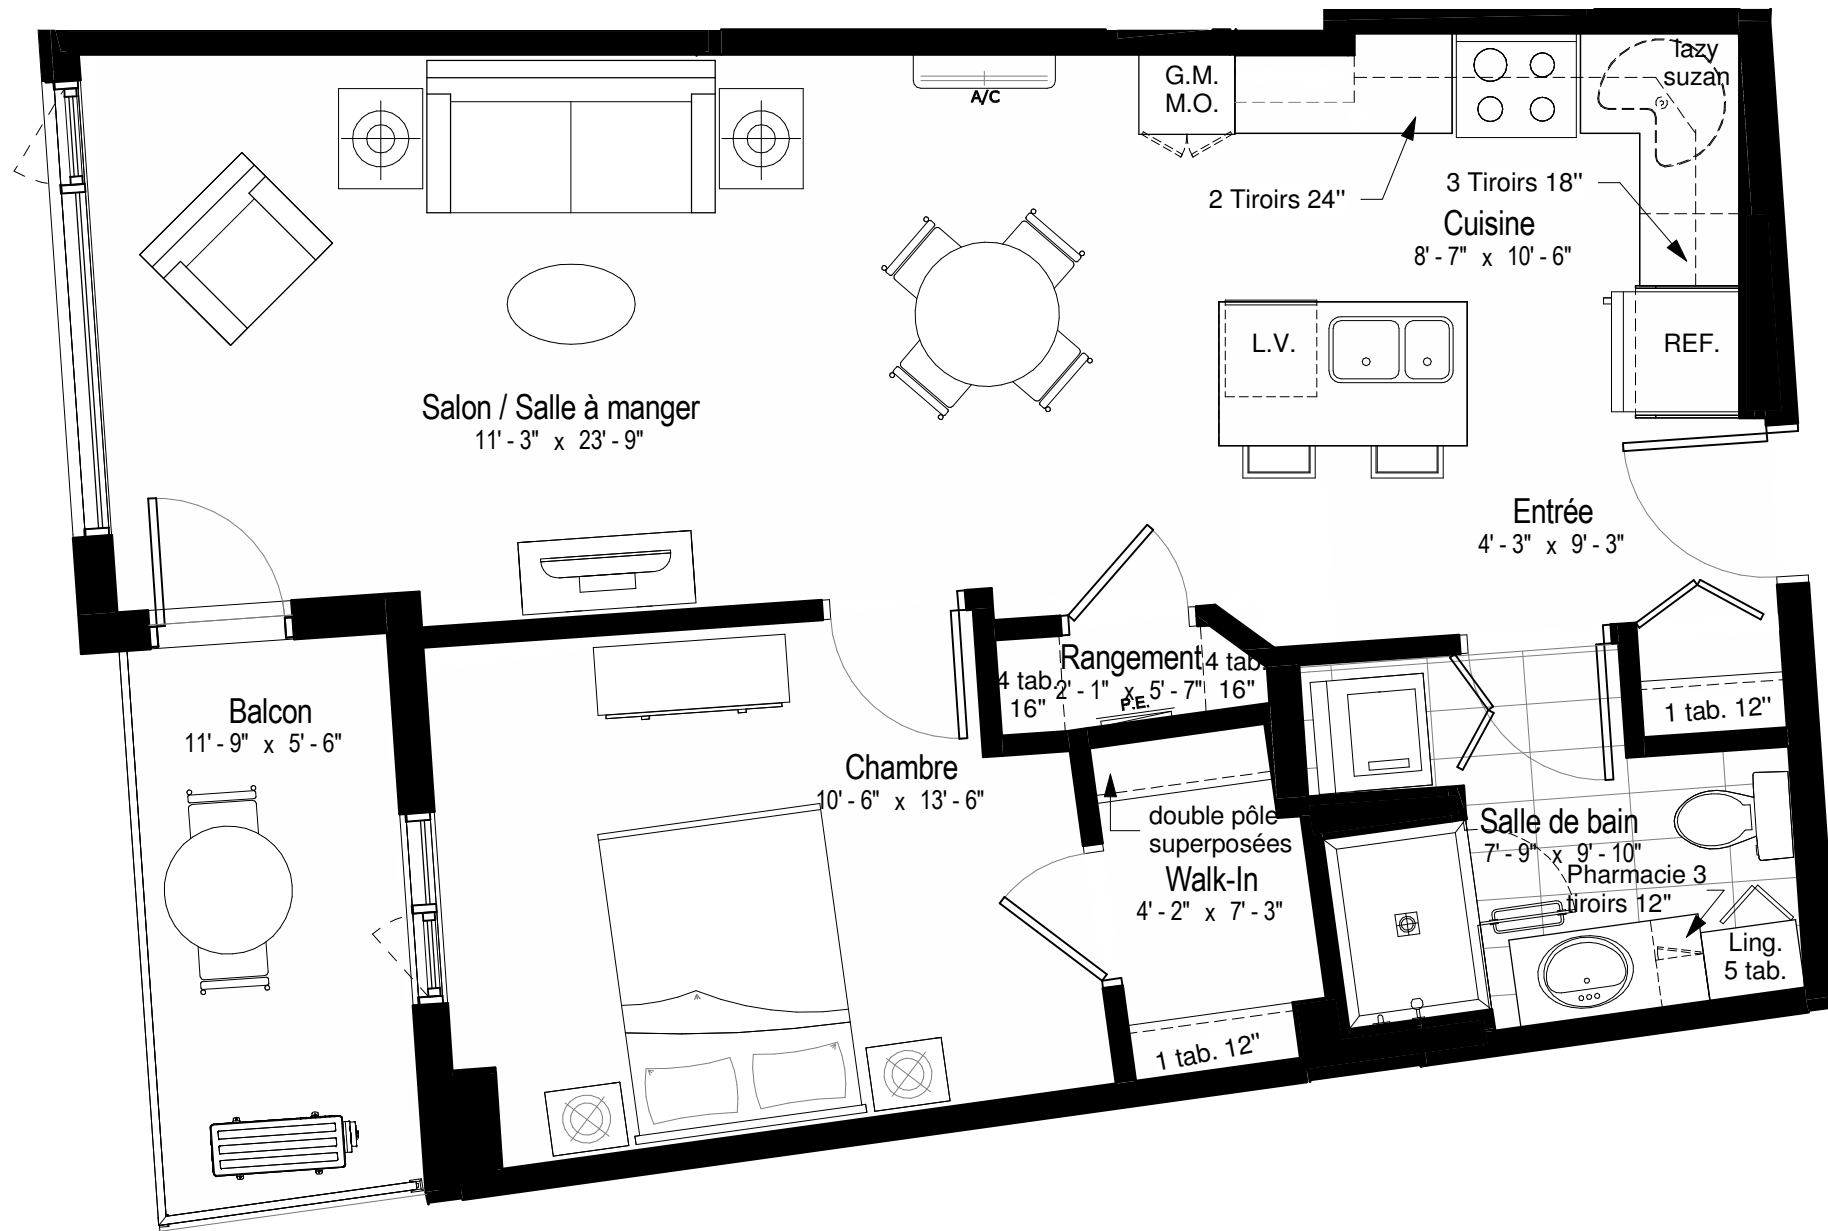 G.M.
M.O.
lazy
suzan
A/C
2 Tiroirs 24"
3 Tiroirs 18"
Cuisine
8' - 7" x 10' - 6"
L.V.
REF.
Salon / Salle à manger
11' - 3" x 23' - 9"
Entrée
4' - 3" x 9' - 3"
Rangement
2' - 1" x 5' - 7"
4 tab.
16"
4 tab.
16"
P.E.
1 tab. 12"
Balcon
11' - 9" x 5' - 6"
Chambre
10' - 6" x 13' - 6"
double pôle
superposées
Walk-In
4' - 2" x 7' - 3"
1 tab. 12"
Salle de bain
7' - 9" x 9' - 10"
Pharmacie 3
tiroirs 12"
Ling.
5 tab.